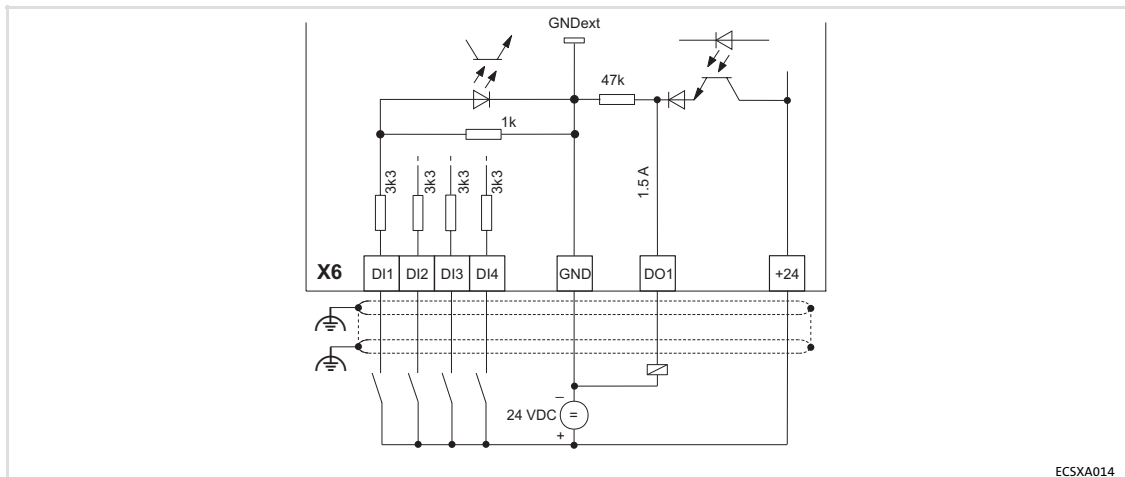 GNDext
47k
1k
3k3
3k3
3k3
3k3
1.5 A
X6
DI1
DI2
DI3
DI4
GND
DO1
+24
–
24 VDC
=
+
ECSXA014